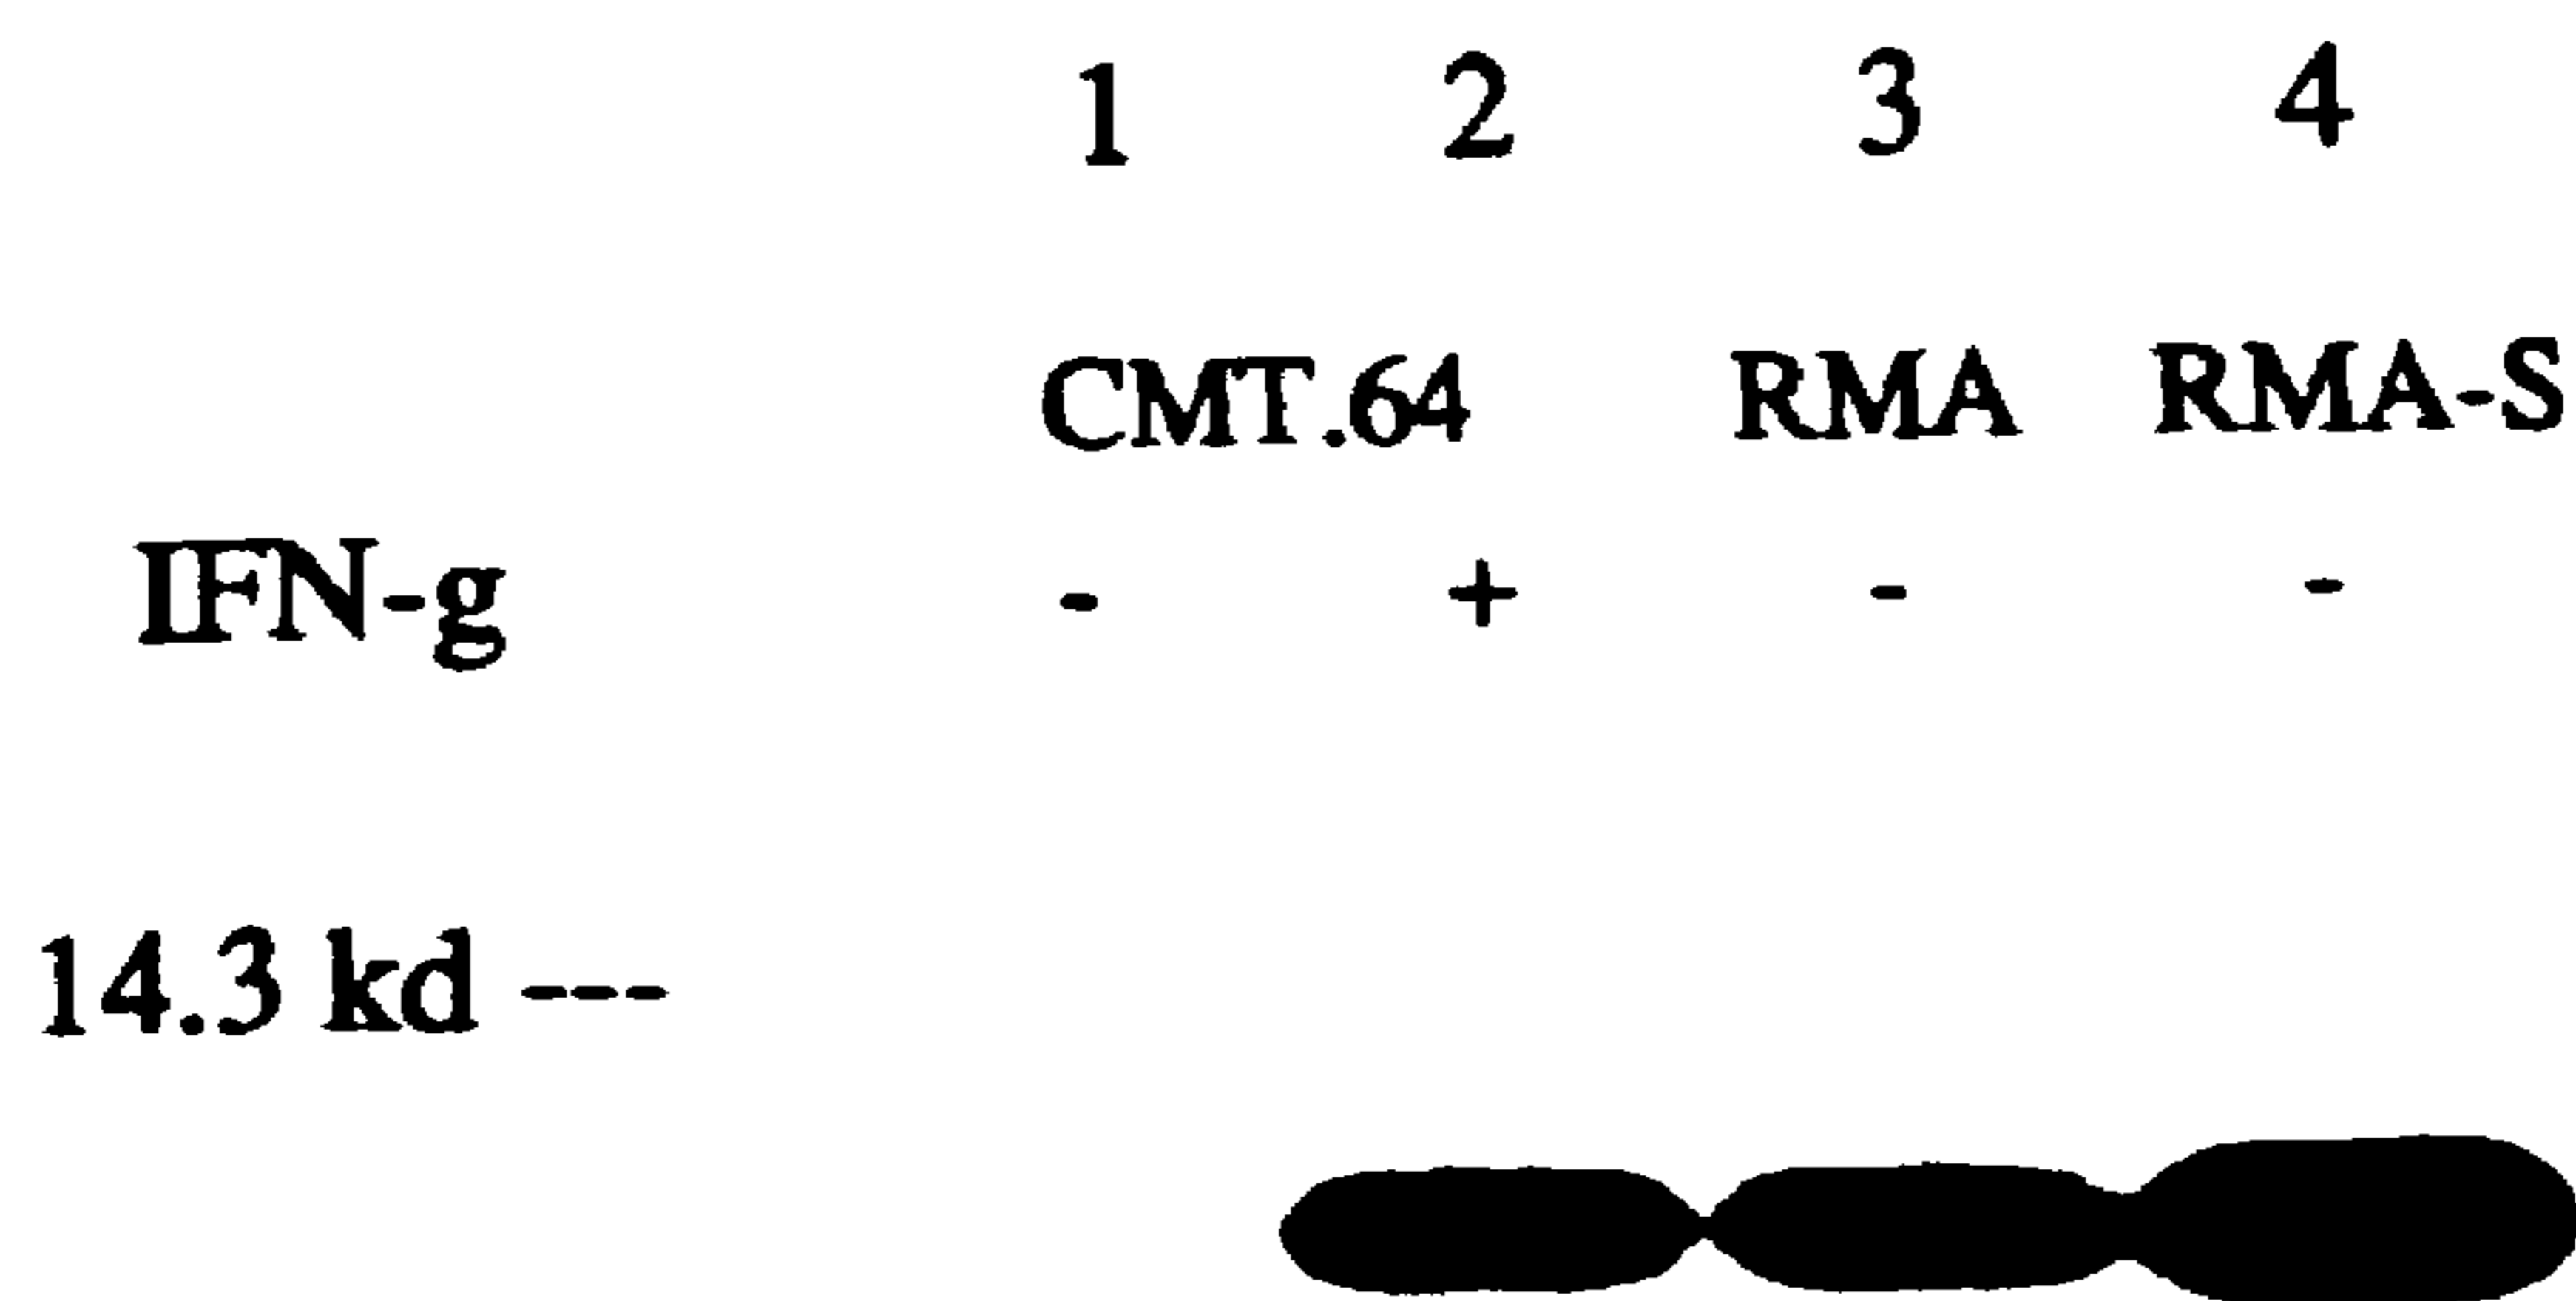 1 2 3 4
CMT.64 RMA RMA-S
IFN-g - + - -
14.3 kd ---